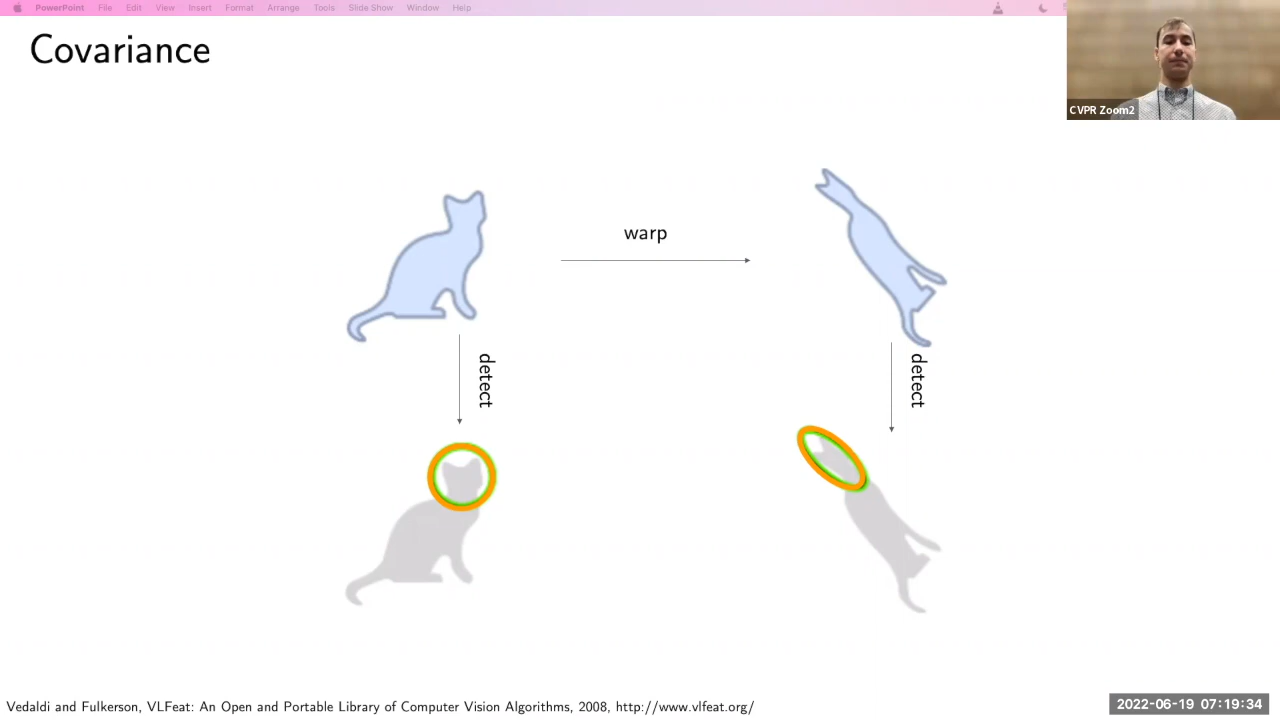 PowerPoint File Edit View Insert Format Arrange Tools Slide Show Window Help
Covariance
CVPR Zoom2
warp
detect
detect
Vedaldi and Fulkerson, VLFeat: An Open and Portable Library of Computer Vision Algorithms, 2008, http://www.vlfeat.org/
2022-06-19 07:19:34